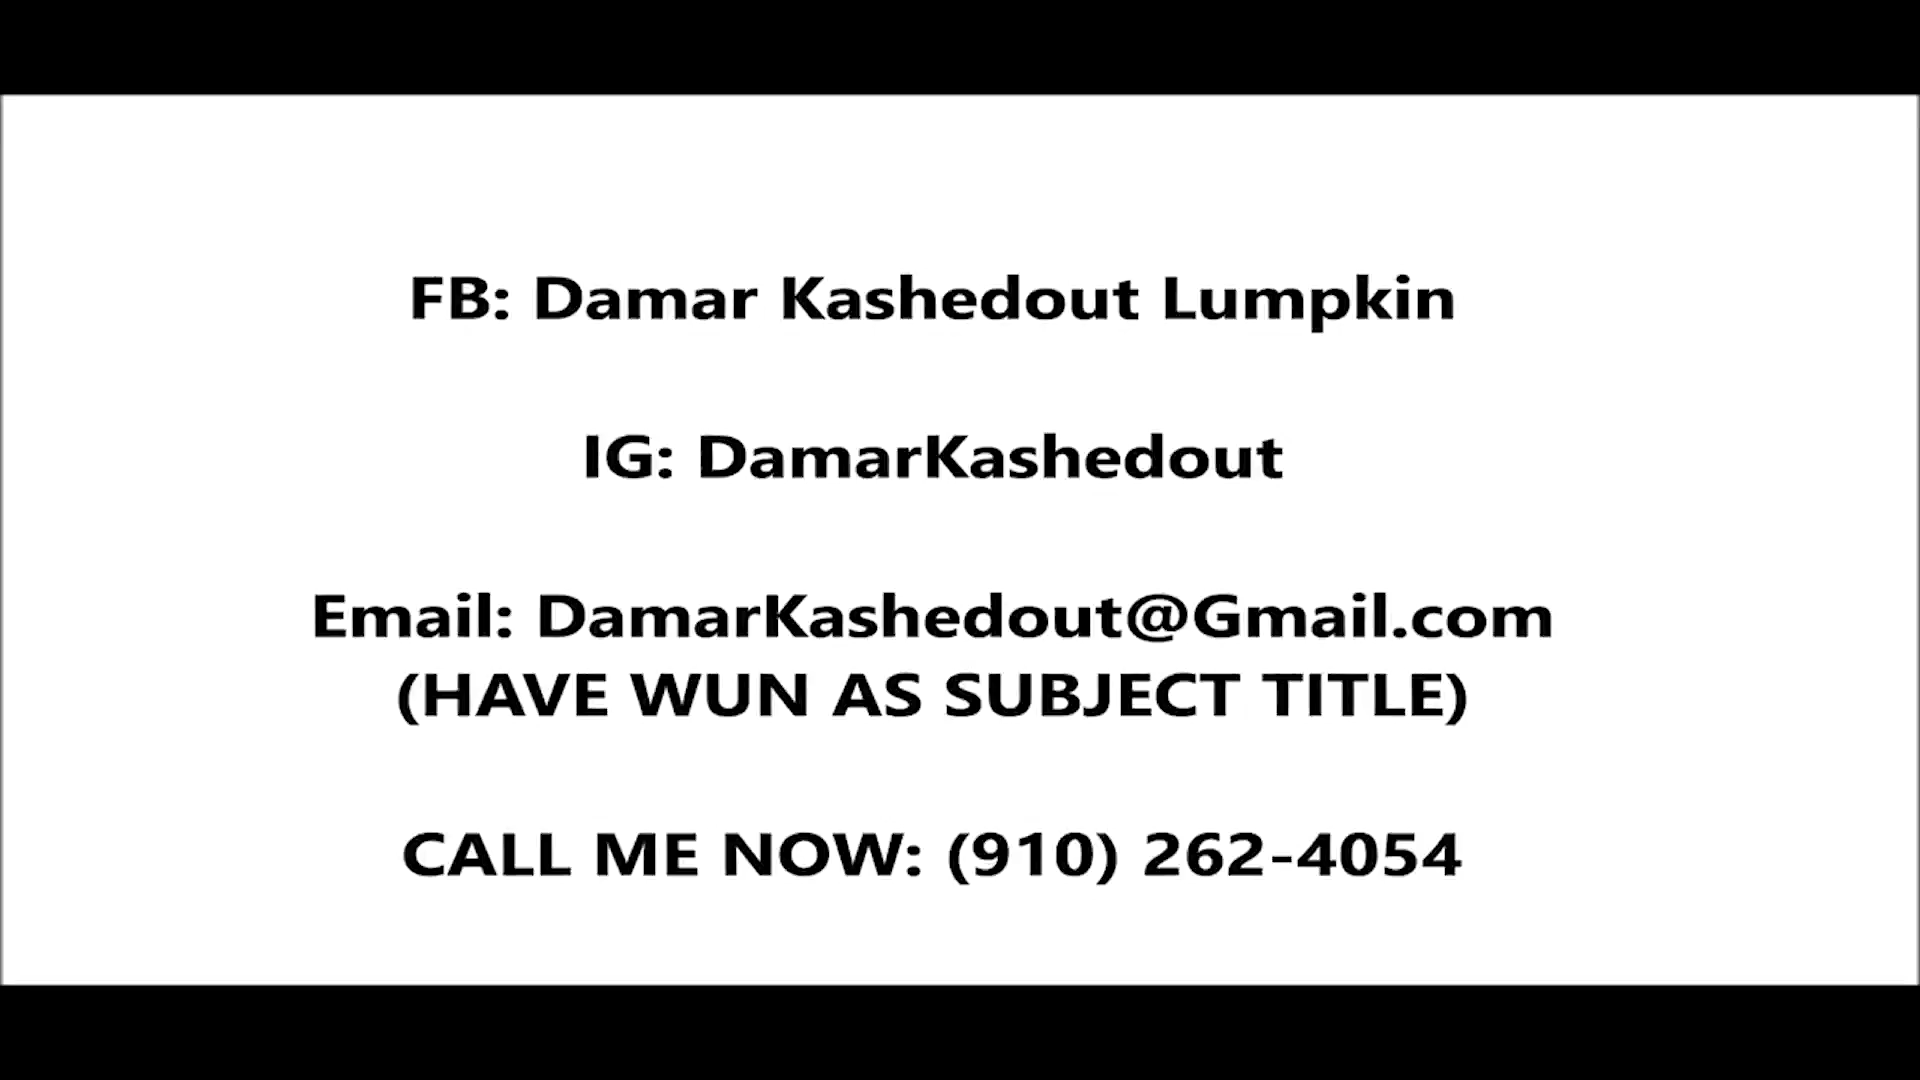 FB: Damar Kashedout Lumpkin
IG: DamarKashedout
Email: DamarKashedout@Gmail.com
(HAVE WUN AS SUBJECT TITLE)
CALL ME NOW: (910) 262-4054